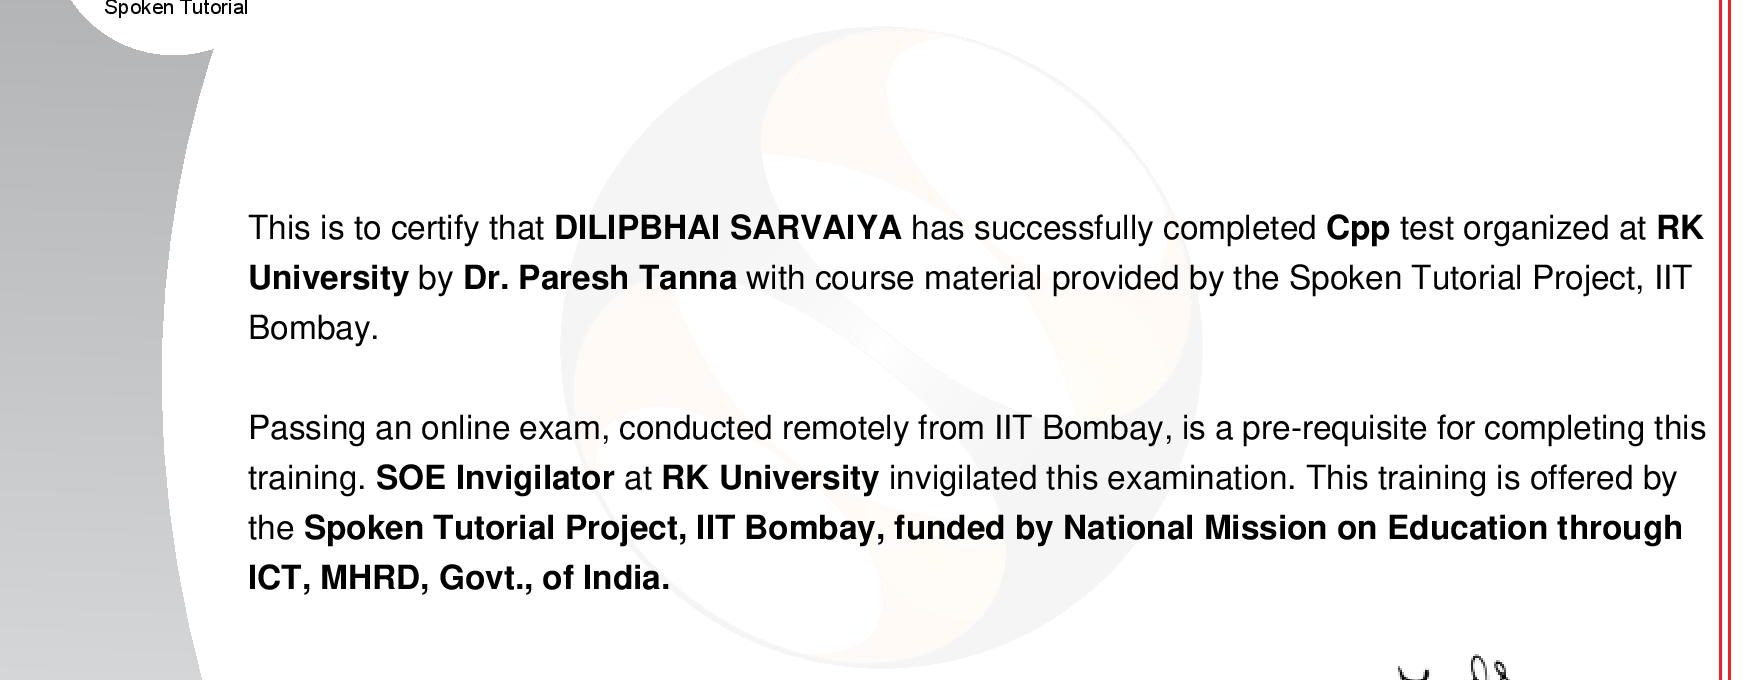 Spoken Tutorial
This is to certify that DILIPBHAI SARVAIYA has successfully completed Cpp test organized at RK
University by Dr. Paresh Tanna with course material provided by the Spoken Tutorial Project, IIT
Bombay.
Passing an online exam, conducted remotely from IIT Bombay, is a pre-requisite for completing this
training. SOE Invigilator at RK University invigilated this examination. This training is offered by
the Spoken Tutorial Project, IIT Bombay, funded by National Mission on Education through
ICT, MHRD, Govt., of India.